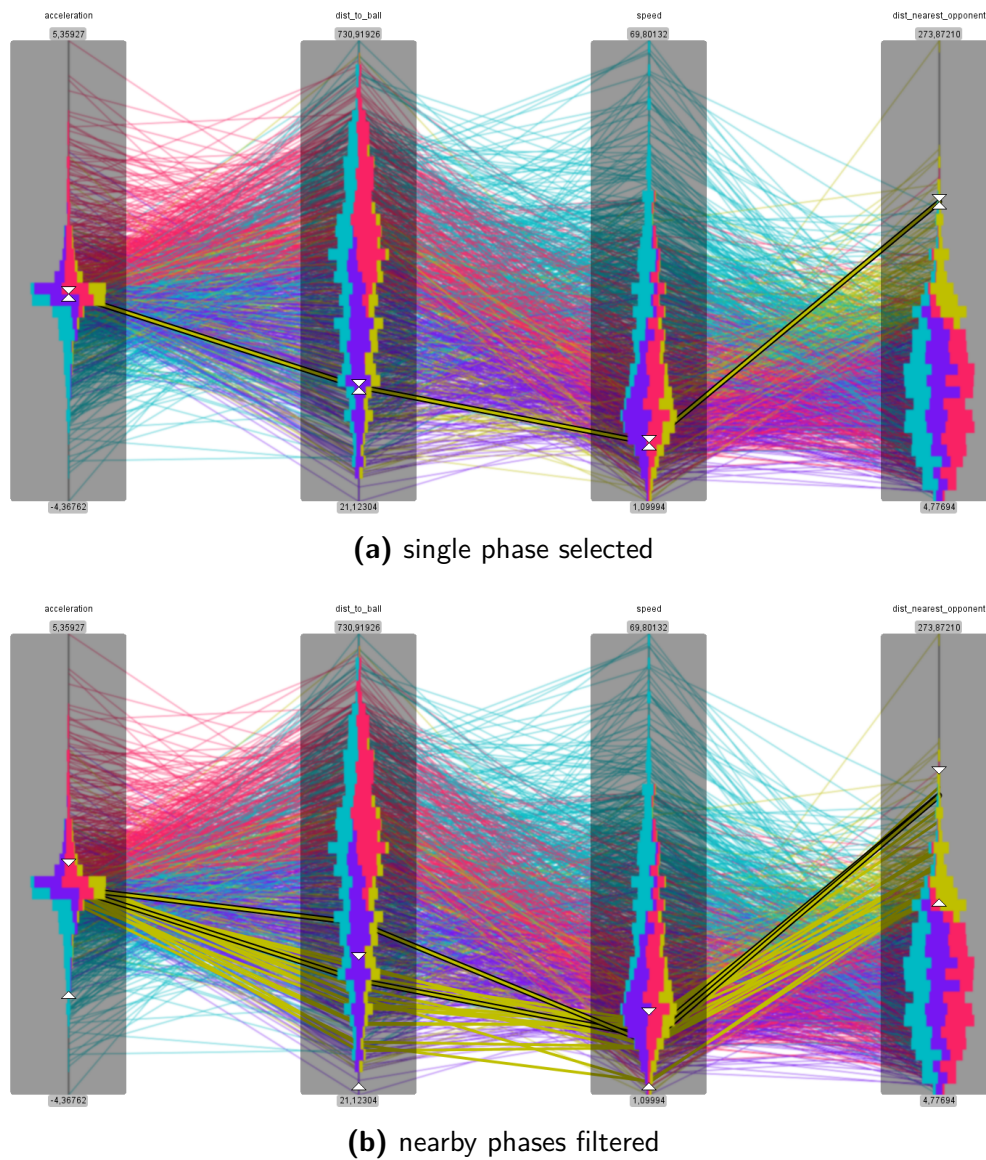 acceleration dist_to_ball speed dist_nearest_opponent
5,35927 730,91926 69,80132 273,87210
-4,36762 21,12304 1,09994 4,77694
(a) single phase selected
acceleration dist_to_ball speed dist_nearest_opponent
5,35927 730,91926 69,80132 273,87210
-4,36762 21,12304 1,09994 4,77694
(b) nearby phases filtered